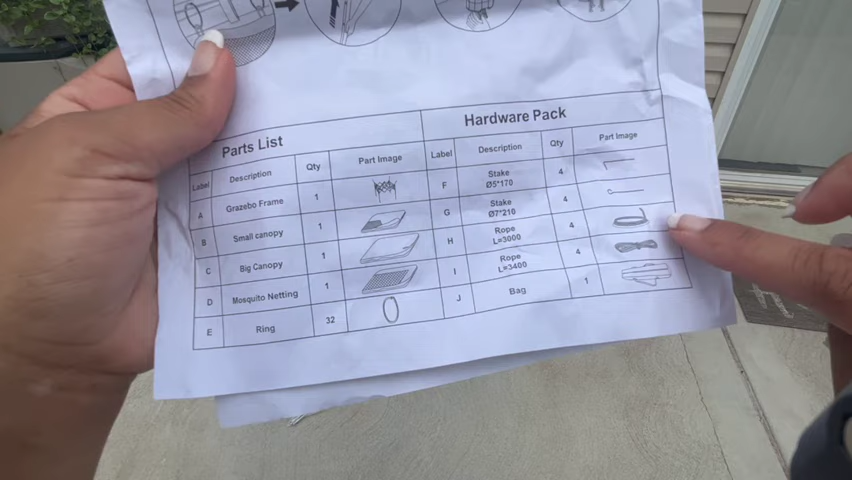 Parts List
Hardware Pack
Label Description Qty Part Image
A Grazebo Frame 1
B Small canopy 1
C Big Canopy 1
D Mosquito Netting 1
E Ring 32
Label Description Qty Part Image
F Stake 4
Ø5*170
G Stake 4
Ø7*210
H Rope 4
L=3000
I Rope 4
L=3400
J Bag 1